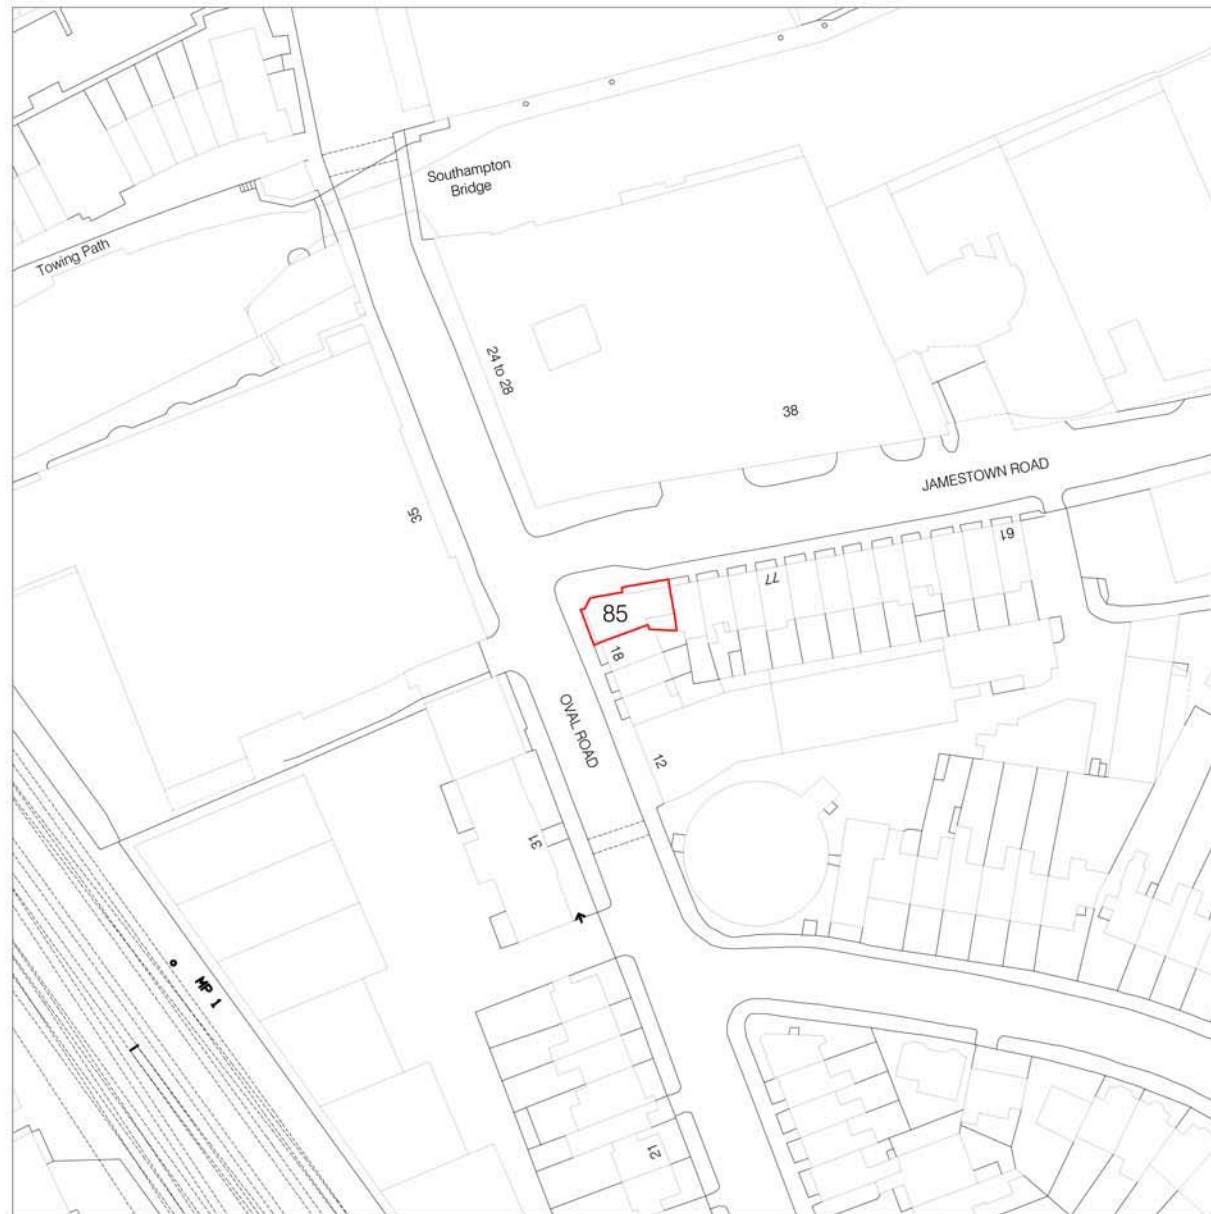 Southampton
Bridge
Towing Path
24 to 28
38
JAMESTOWN ROAD
35
61
77
85
18
OVAL ROAD
12
31
MP 1
21